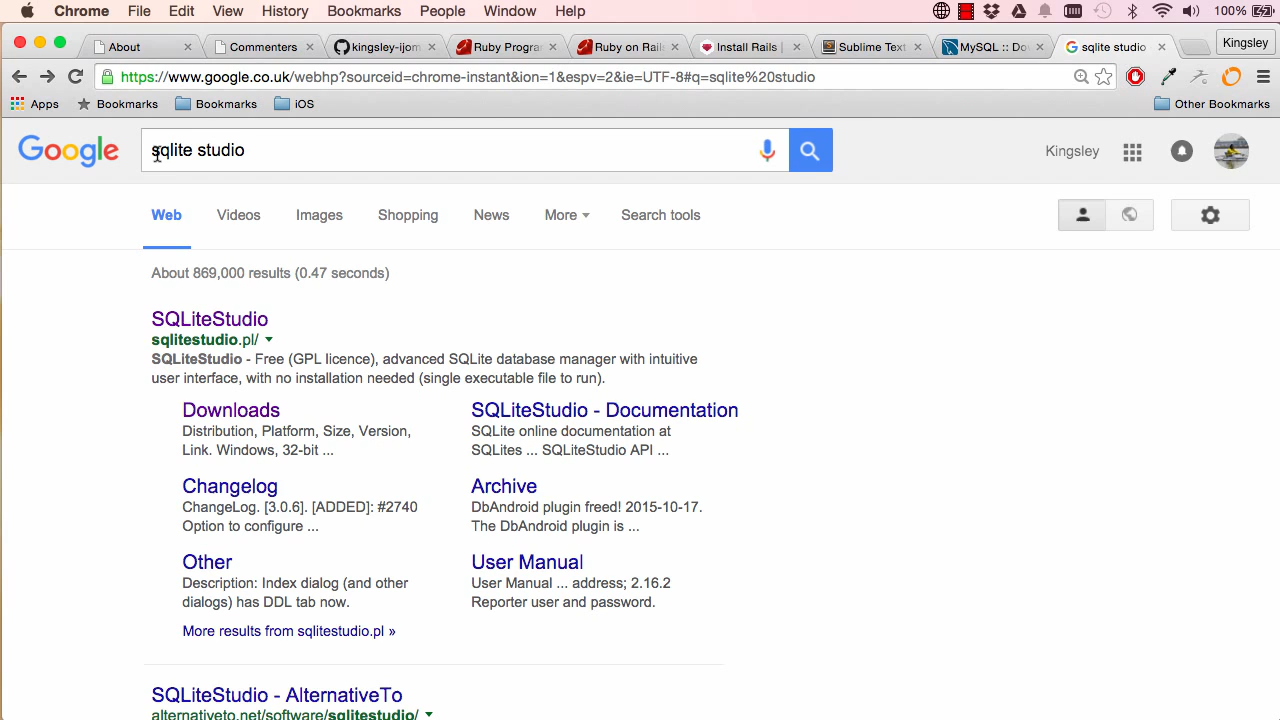 Chrome File Edit View History Bookmarks People Window Help 100%
About Commenters kingsley-ijom Ruby Progra Ruby on Rail Install Rails | Sublime Text MySQL :: Do sqlite studio Kingsley
https://www.google.co.uk/webhp?sourceid=chrome-instant&ion=1&espv=2&ie=UTF-8#q=sqlite%20studio
Apps Bookmarks Bookmarks iOS Other Bookmarks
Google sqlite studio Kingsley
Web Videos Images Shopping News More Search tools
About 869,000 results (0.47 seconds)
SQLiteStudio
sqlitestudio.pl/
SQLiteStudio - Free (GPL licence), advanced SQLite database manager with intuitive
user interface, with no installation needed (single executable file to run).
Downloads
Distribution, Platform, Size, Version,
Link. Windows, 32-bit ...
SQLiteStudio - Documentation
SQLite online documentation at
SQLites ... SQLiteStudio API ...
Changelog
ChangeLog. [3.0.6]. [ADDED]: #2740
Option to configure ...
Archive
DbAndroid plugin freed! 2015-10-17.
The DbAndroid plugin is ...
Other
Description: Index dialog (and other
dialogs) has DDL tab now.
User Manual
User Manual ... address; 2.16.2
Reporter user and password.
More results from sqlitestudio.pl »
SQLiteStudio - AlternativeTo
alternativeto.net/software/sqlitestudio/